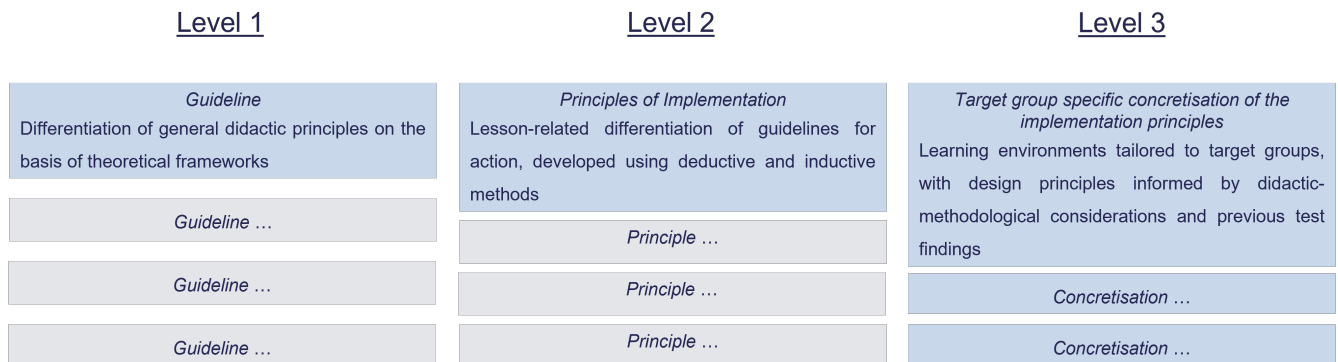 Level 1
Level 2
Level 3
Guideline
Differentiation of general didactic principles on the
basis of theoretical frameworks
Guideline …
Guideline …
Guideline …
Principles of Implementation
Lesson-related differentiation of guidelines for
action, developed using deductive and inductive
methods
Principle …
Principle …
Principle …
Target group specific concretisation of the
implementation principles
Learning environments tailored to target groups,
with design principles informed by didactic-
methodological considerations and previous test
findings
Concretisation …
Concretisation …